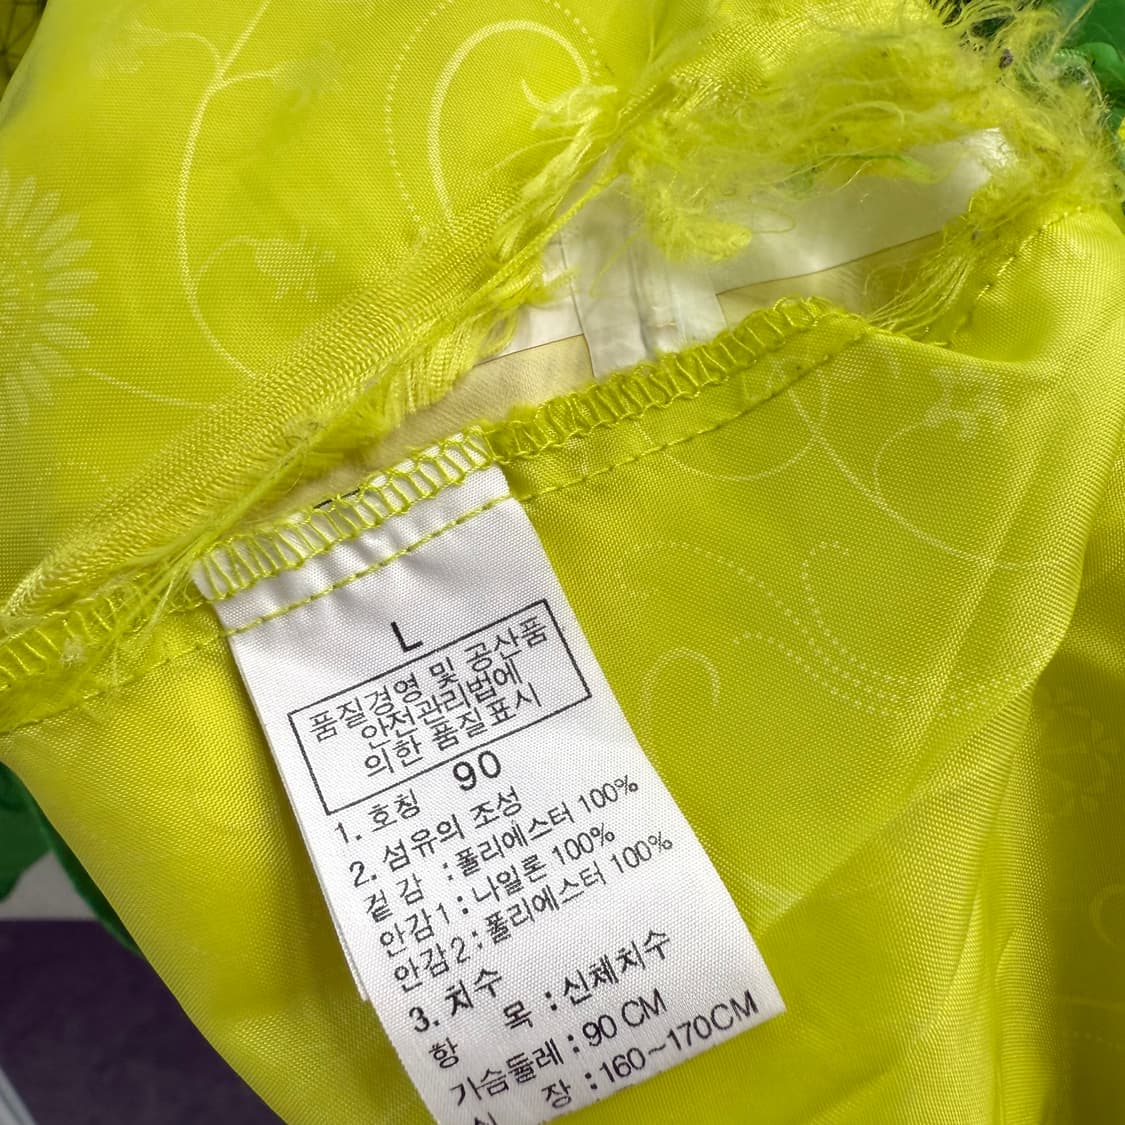 L
품질경영 및 공산품
안전관리법에
의한 품질표시
1. 호칭 90
2. 섬유의 조성
겉 감 : 폴리에스터 100%
안감1 : 나일론 100%
안감2 : 폴리에스터 100%
3. 치수
항 목 : 신체치수
가슴둘레 : 90 CM
장 : 160~170CM